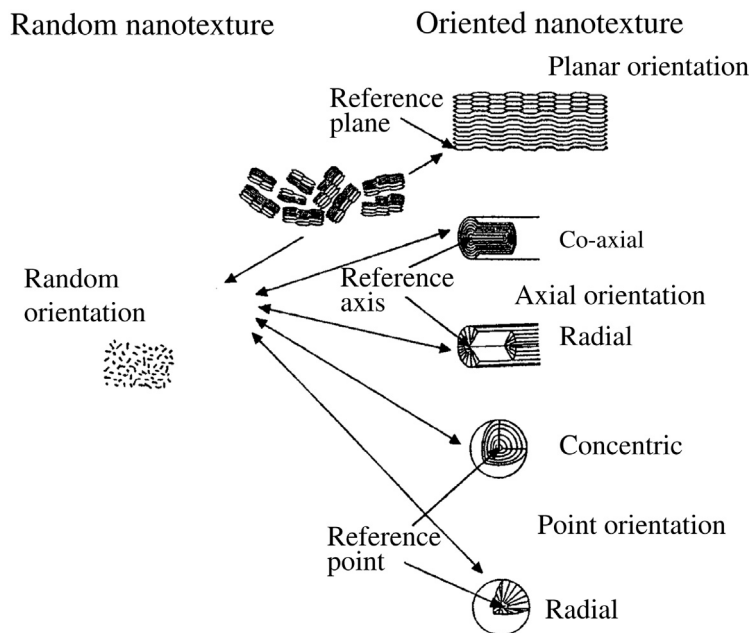 Random nanotexture
Oriented nanotexture
Planar orientation
Reference
plane
Co-axial
Random
orientation
Reference
axis
Axial orientation
Radial
Concentric
Reference
point
Point orientation
Radial